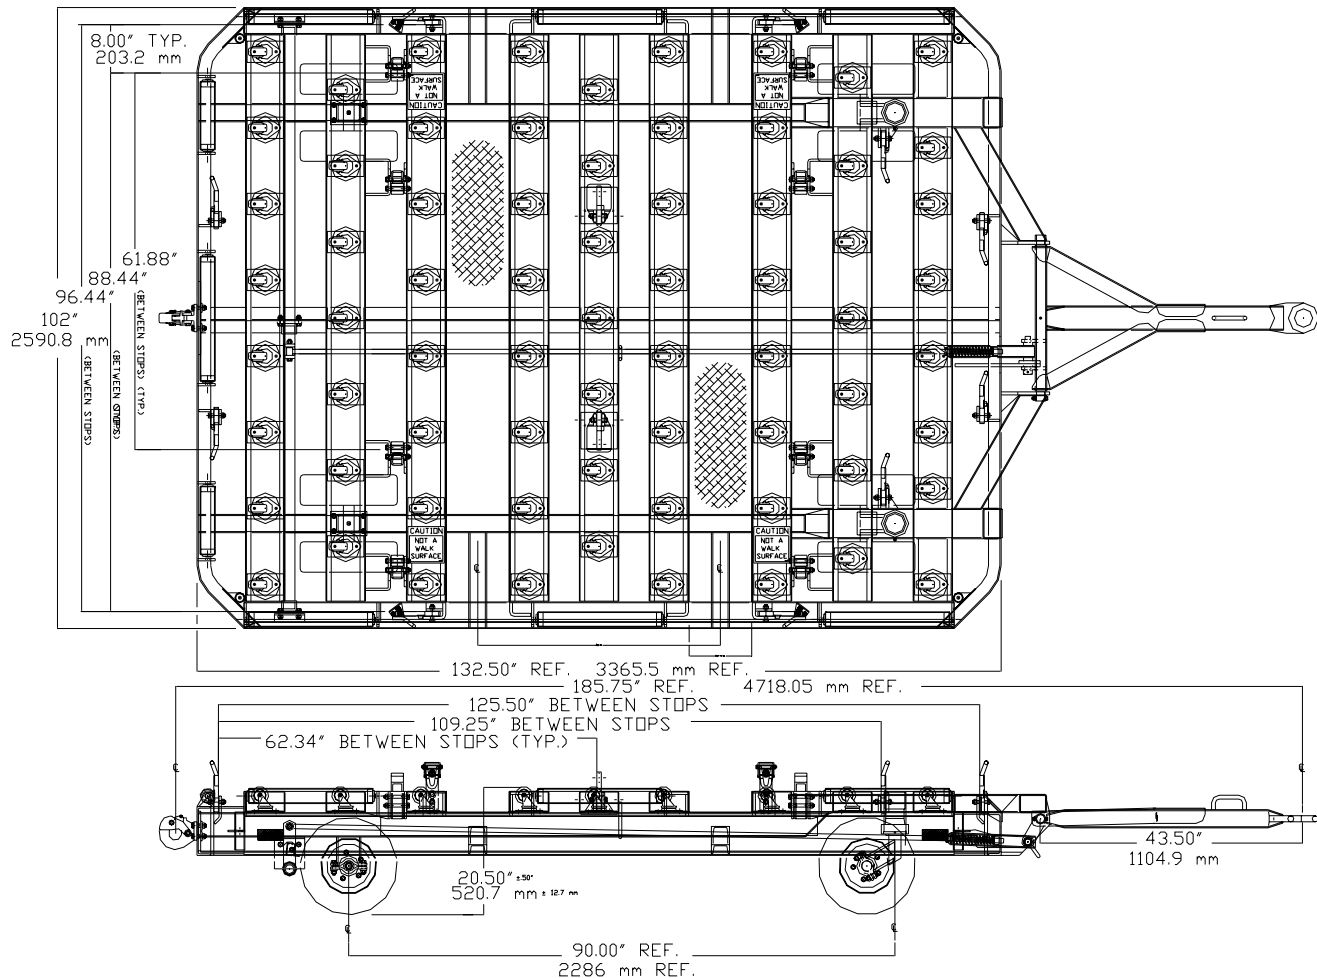 8.00" TYP.
203.2 mm
CAUTION
NOT A
WALK
SURFACE
CAUTION
NOT A
WALK
SURFACE
61.88"
(BETWEEN STOPS) (TYP.)
88.44"
(BETWEEN STOPS)
96.44"
(BETWEEN STOPS)
102"
2590.8 mm
CAUTION
NOT A
WALK
SURFACE
CAUTION
NOT A
WALK
SURFACE
132.50" REF. 3365.5 mm REF.
185.75" REF. 4718.05 mm REF.
125.50" BETWEEN STOPS
109.25" BETWEEN STOPS
62.34" BETWEEN STOPS (TYP.)
43.50"
1104.9 mm
20.50" ±.50"
520.7 mm ± 12.7 mm
90.00" REF.
2286 mm REF.